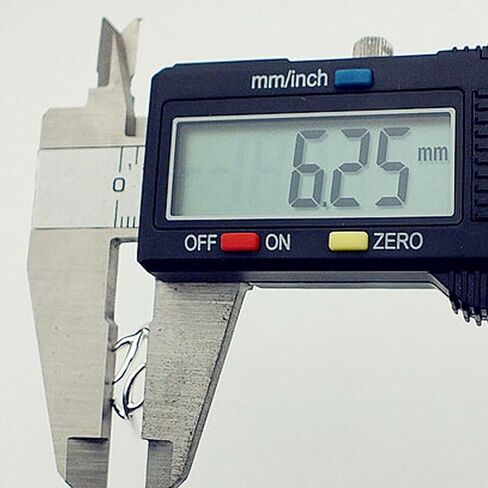 mm/inch
6.25 mm
0
OFF ON ZERO